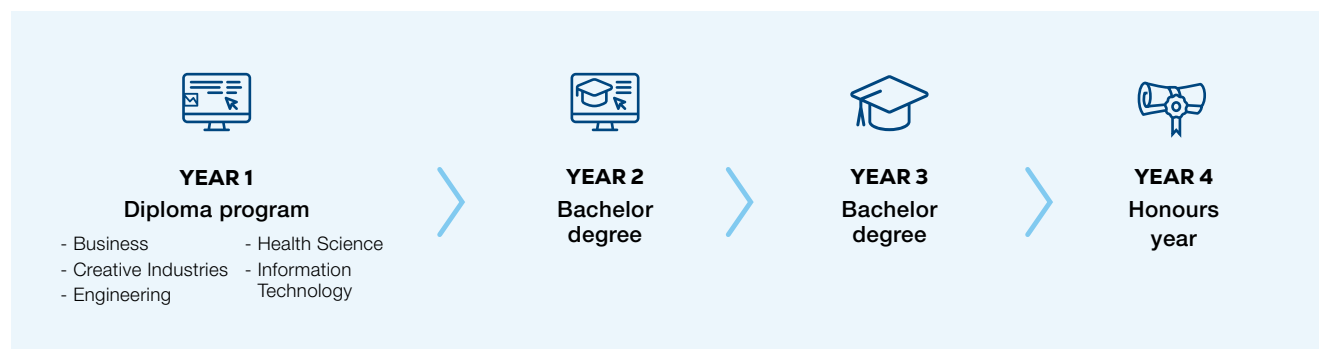 YEAR 1
Diploma program
- Business
- Creative Industries
- Engineering
- Health Science
- Information
Technology
YEAR 2
Bachelor
degree
YEAR 3
Bachelor
degree
YEAR 4
Honours
year